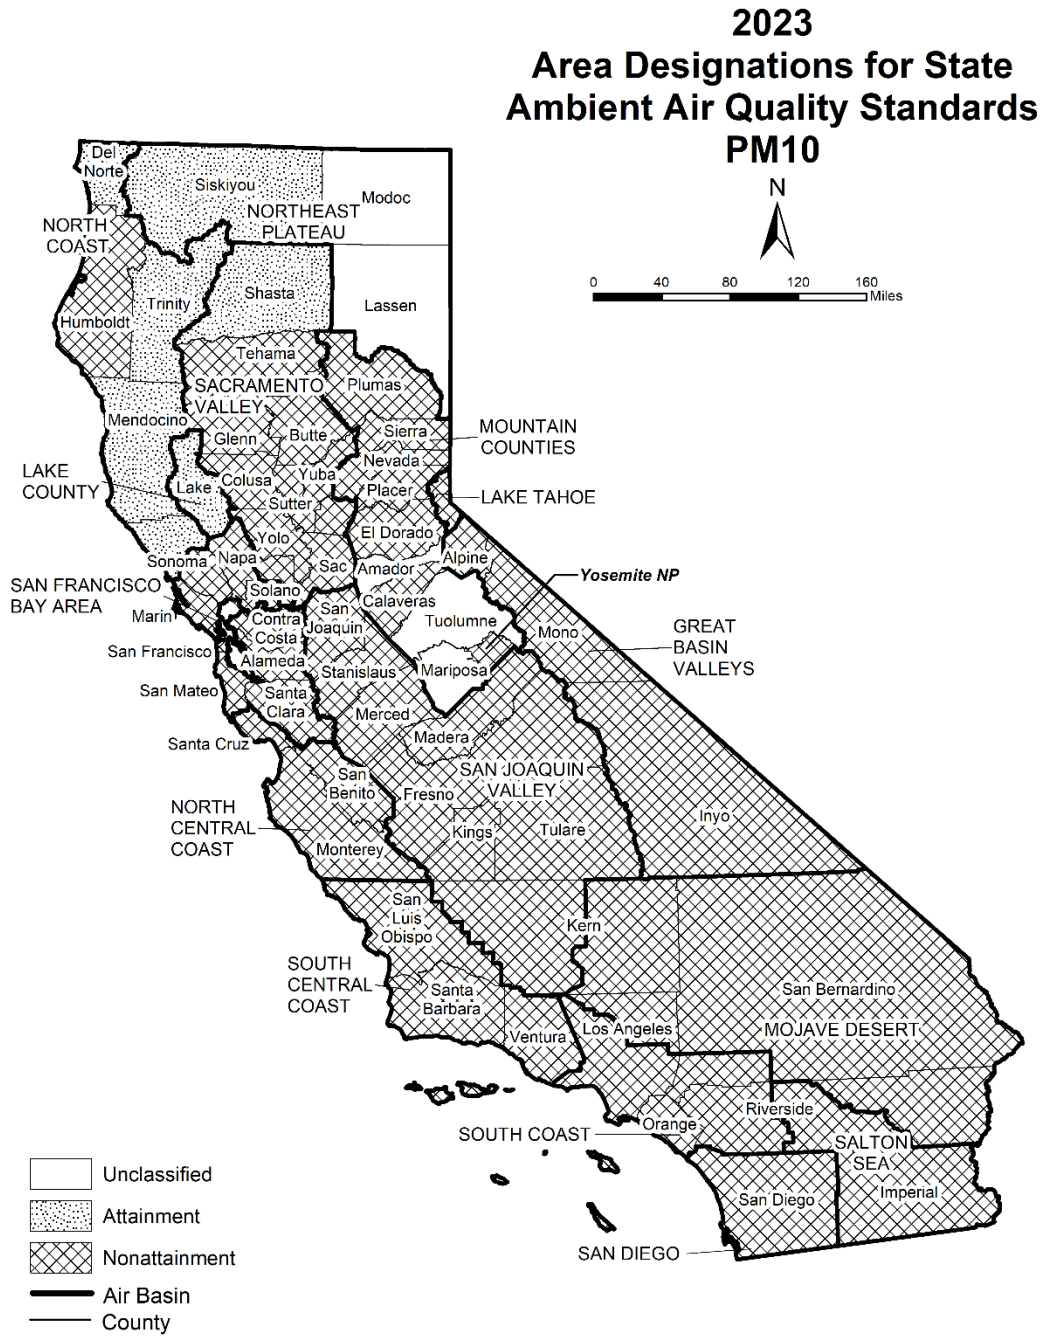 2023
Area Designations for State
Ambient Air Quality Standards
PM10
N
0 40 80 120 160
Miles
Del
Norte
Siskiyou
Modoc
NORTHEAST
PLATEAU
NORTH
COAST
Shasta
Trinity
Lassen
Humboldt
Tehama
SACRAMENTO
VALLEY
Plumas
Mendocino
Glenn
Butte
Sierra
MOUNTAIN
COUNTIES
Nevada
LAKE
COUNTY
Lake
Colusa
Yuba
Placer
LAKE TAHOE
Sutter
Yolo
El Dorado
Sonoma
Napa
Sac
Amador
Alpine
Yosemite NP
SAN FRANCISCO
BAY AREA
Solano
Marin
San
Joaquin
Calaveras
Contra
Costa
Tuolumne
Mono
GREAT
BASIN
VALLEYS
San Francisco
Alameda
Stanislaus
Mariposa
San Mateo
Santa
Clara
Merced
Santa Cruz
Madera
San
Benito
SAN JOAQUIN
VALLEY
Fresno
NORTH
CENTRAL
COAST
Monterey
Kings
Tulare
Inyo
San
Luis
Obispo
Kern
SOUTH
CENTRAL
COAST
Santa
Barbara
San Bernardino
Ventura
Los Angeles
MOJAVE DESERT
SOUTH COAST
Orange
Riverside
SALTON
SEA
San Diego
Imperial
SAN DIEGO
Unclassified
Attainment
Nonattainment
Air Basin
County